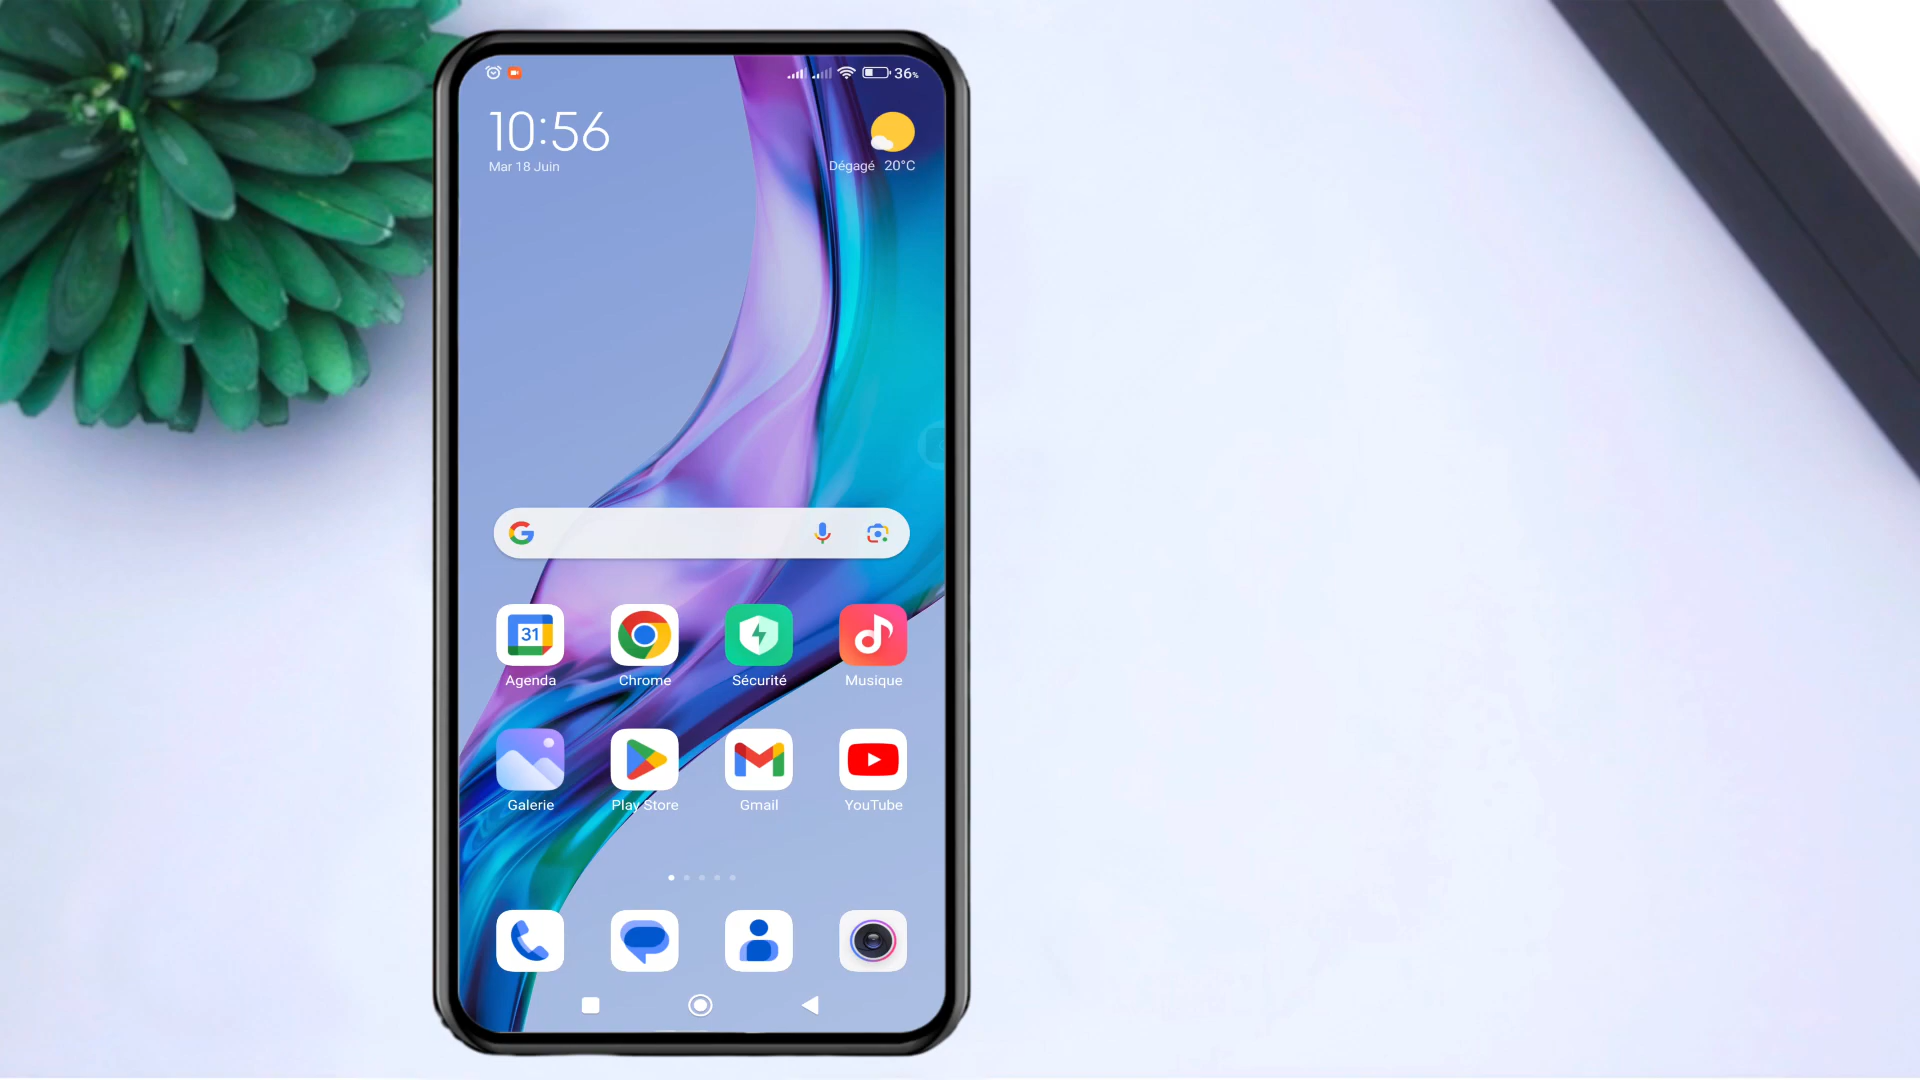 36%
10:56
Mar 18 Juin
Dégagé 20°C
31
Agenda Chrome Sécurité Musique
Galerie Play Store Gmail YouTube